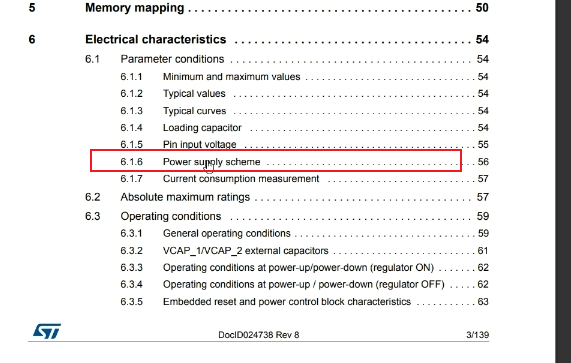 5 Memory mapping . . . . . . . . . . . . . . . . . . . . . . . . . . . . . . . . . . . . . . . . 50
6 Electrical characteristics . . . . . . . . . . . . . . . . . . . . . . . . . . . . . . . . . . 54
6.1 Parameter conditions . . . . . . . . . . . . . . . . . . . . . . . . . . . . . . . . . . . . 54
6.1.1 Minimum and maximum values . . . . . . . . . . . . . . . . . . . . . . . . . . . . 54
6.1.2 Typical values . . . . . . . . . . . . . . . . . . . . . . . . . . . . . . . . . . . . . . . . 54
6.1.3 Typical curves . . . . . . . . . . . . . . . . . . . . . . . . . . . . . . . . . . . . . . . . 54
6.1.4 Loading capacitor . . . . . . . . . . . . . . . . . . . . . . . . . . . . . . . . . . . . . 54
6.1.5 Pin input voltage . . . . . . . . . . . . . . . . . . . . . . . . . . . . . . . . . . . . . . 55
6.1.6 Power supply scheme . . . . . . . . . . . . . . . . . . . . . . . . . . . . . . . . . . 56
6.1.7 Current consumption measurement . . . . . . . . . . . . . . . . . . . . . . . . . 57
6.2 Absolute maximum ratings . . . . . . . . . . . . . . . . . . . . . . . . . . . . . . . . 57
6.3 Operating conditions . . . . . . . . . . . . . . . . . . . . . . . . . . . . . . . . . . . . 59
6.3.1 General operating conditions . . . . . . . . . . . . . . . . . . . . . . . . . . . . . . 59
6.3.2 VCAP_1/VCAP_2 external capacitors . . . . . . . . . . . . . . . . . . . . . . . . 61
6.3.3 Operating conditions at power-up/power-down (regulator ON) . . . . . . . 62
6.3.4 Operating conditions at power-up / power-down (regulator OFF) . . . . . 62
6.3.5 Embedded reset and power control block characteristics . . . . . . . . . . . 63
ST DocID024738 Rev 8 3/139